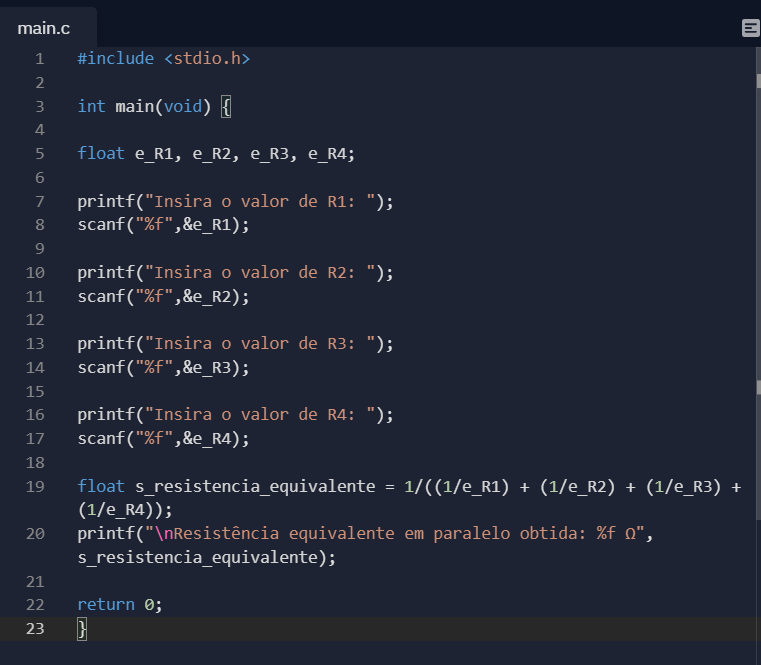 main.c
1 #include <stdio.h>
2
3 int main(void) {
4
5 float e_R1, e_R2, e_R3, e_R4;
6
7 printf("Insira o valor de R1: ");
8 scanf("%f",&e_R1);
9
10 printf("Insira o valor de R2: ");
11 scanf("%f",&e_R2);
12
13 printf("Insira o valor de R3: ");
14 scanf("%f",&e_R3);
15
16 printf("Insira o valor de R4: ");
17 scanf("%f",&e_R4);
18
19 float s_resistencia_equivalente = 1/((1/e_R1) + (1/e_R2) + (1/e_R3) +
(1/e_R4));
20 printf("\nResistência equivalente em paralelo obtida: %f Ω",
s_resistencia_equivalente);
21
22 return 0;
23 }